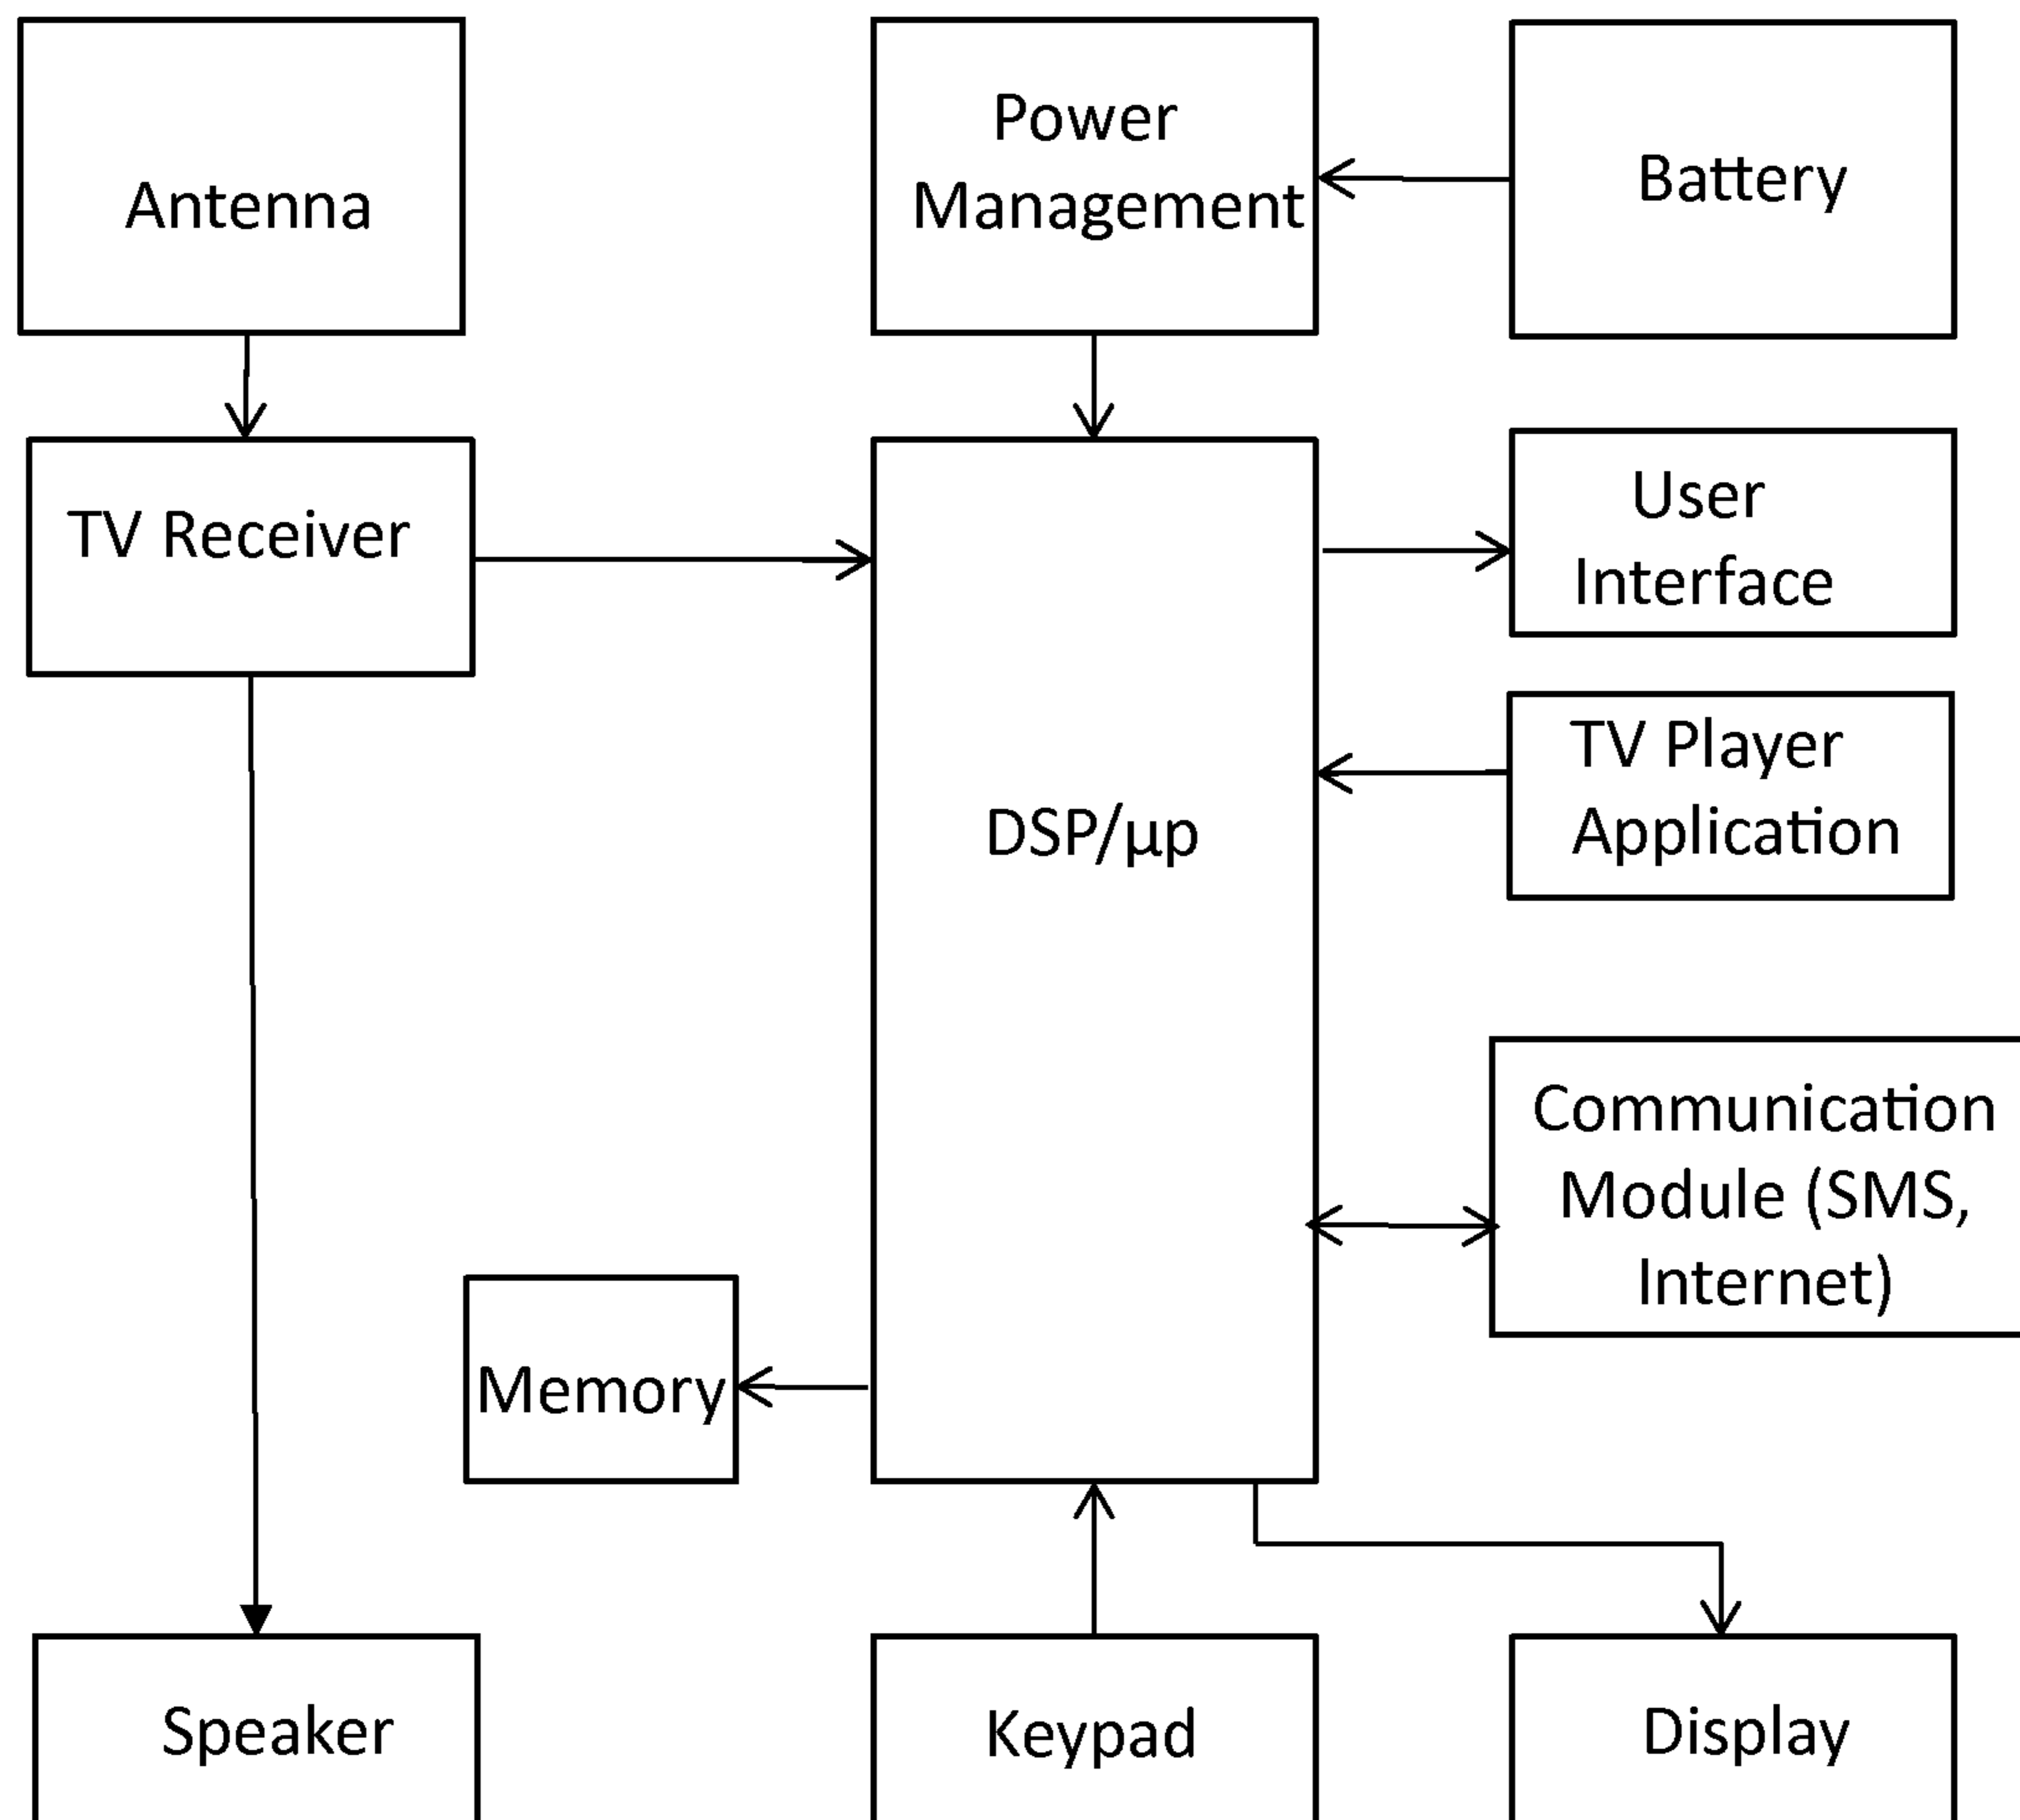 Antenna
Power
Management
Battery
TV Receiver
User
Interface
TV Player
Application
DSP/μp
Communication
Module (SMS,
Internet)
Memory
Speaker
Keypad
Display